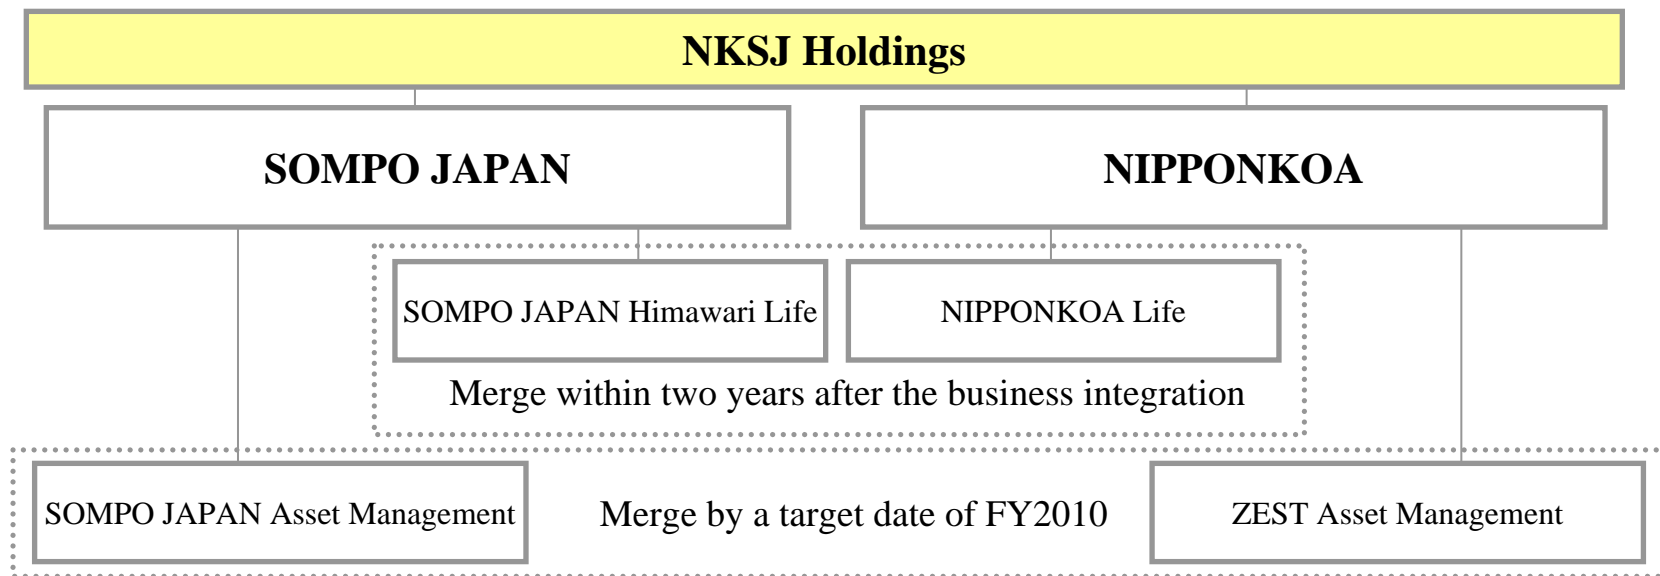 NKSJ Holdings
SOMPO JAPAN
NIPPONKOA
SOMPO JAPAN Himawari Life
NIPPONKOA Life
Merge within two years after the business integration
SOMPO JAPAN Asset Management
Merge by a target date of FY2010
ZEST Asset Management